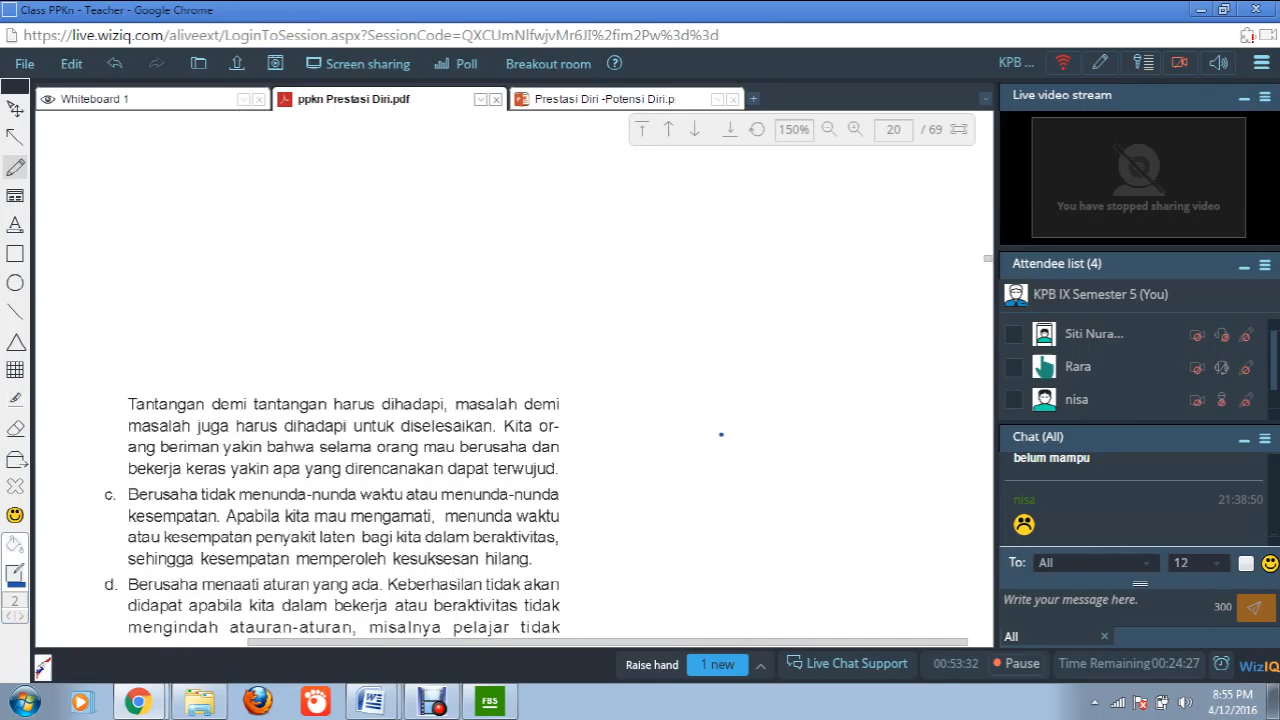 Class PPKn - Teacher - Google Chrome
https://live.wiziq.com/aliveext/LoginToSession.aspx?SessionCode=QXCUmNlfwjvMr6JI%2fim2Pw%3d%3d
File Edit Screen sharing Poll Breakout room ? KPB ...
Whiteboard 1 ppkn Prestasi Diri.pdf Prestasi Diri -Potensi Diri.p
150% 20 / 69
Tantangan demi tantangan harus dihadapi, masalah demi
masalah juga harus dihadapi untuk diselesaikan. Kita or-
ang beriman yakin bahwa selama orang mau berusaha dan
bekerja keras yakin apa yang direncanakan dapat terwujud.
c. Berusaha tidak menunda-nunda waktu atau menunda-nunda
kesempatan. Apabila kita mau mengamati, menunda waktu
atau kesempatan penyakit laten bagi kita dalam beraktivitas,
sehingga kesempatan memperoleh kesuksesan hilang.
d. Berusaha menaati aturan yang ada. Keberhasilan tidak akan
didapat apabila kita dalam bekerja atau beraktivitas tidak
mengindah atauran-aturan, misalnya pelajar tidak
2
Live video stream
You have stopped sharing video
Attendee list (4)
KPB IX Semester 5 (You)
Siti Nura...
Rara
nisa
Chat (All)
belum mampu
nisa 21:38:50
To: All 12
Write your message here. 300
All
Raise hand 1 new Live Chat Support 00:53:32 Pause Time Remaining 00:24:27 WizIQ
FBS
8:55 PM
4/12/2016